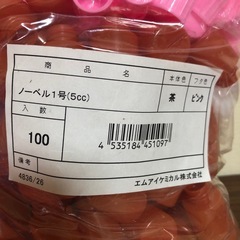 商品名 本体色 フタ色
ノーベル1号(5cc) 茶 ピンク
入数
100
4 535184 451097
備考
4836/26 エムアイケミカル株式会社